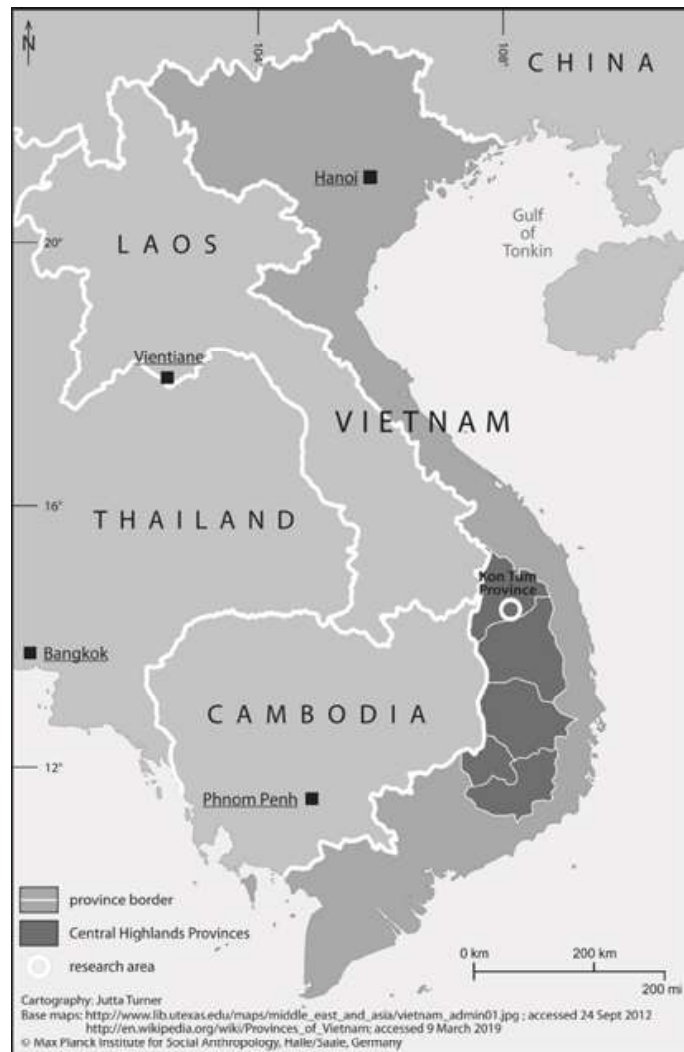 N
104°
108°
CHINA
Hanoi
Gulf
of
Tonkin
20°
LAOS
Vientiane
VIETNAM
16°
THAILAND
Kon Tum
Province
Bangkok
CAMBODIA
12°
Phnom Penh
province border
Central Highlands Provinces
research area
0 km 200 km
200 mi
Cartography: Jutta Turner
Base maps: http://www.lib.utexas.edu/maps/middle_east_and_asia/vietnam_admin01.jpg ; accessed 24 Sept 2012
http://en.wikipedia.org/wiki/Provinces_of_Vietnam; accessed 9 March 2019
© Max Planck Institute for Social Anthropology, Halle/Saale, Germany